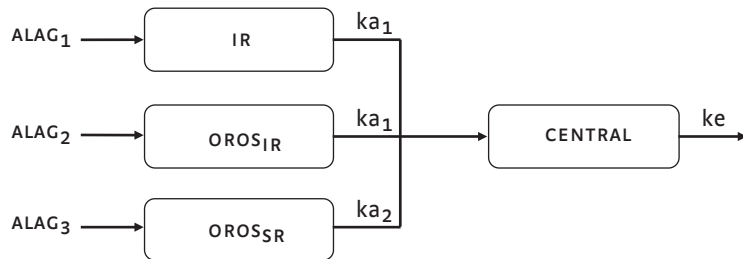 ALAG1 IR ka1
ALAG2 OROSIR ka1 CENTRAL ke
ALAG3 OROSSR ka2